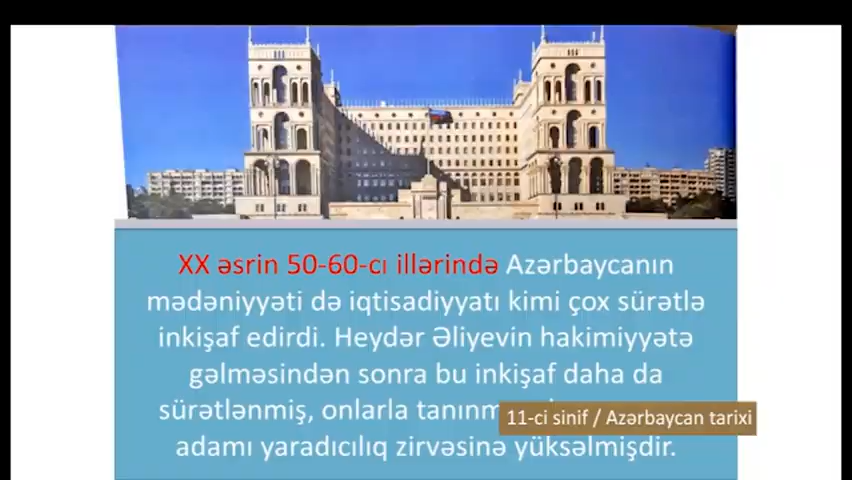 XX əsrin 50-60-cı illərində Azərbaycanın
mədəniyyəti də iqtisadiyyatı kimi çox sürətlə
inkişaf edirdi. Heydər Əliyevin hakimiyyətə
gəlməsindən sonra bu inkişaf daha da
sürətlənmiş, onlarla
adamı yaradıcılıq zirvəsinə yüksəlmişdir.
11-ci sinif / Azərbaycan tarixi